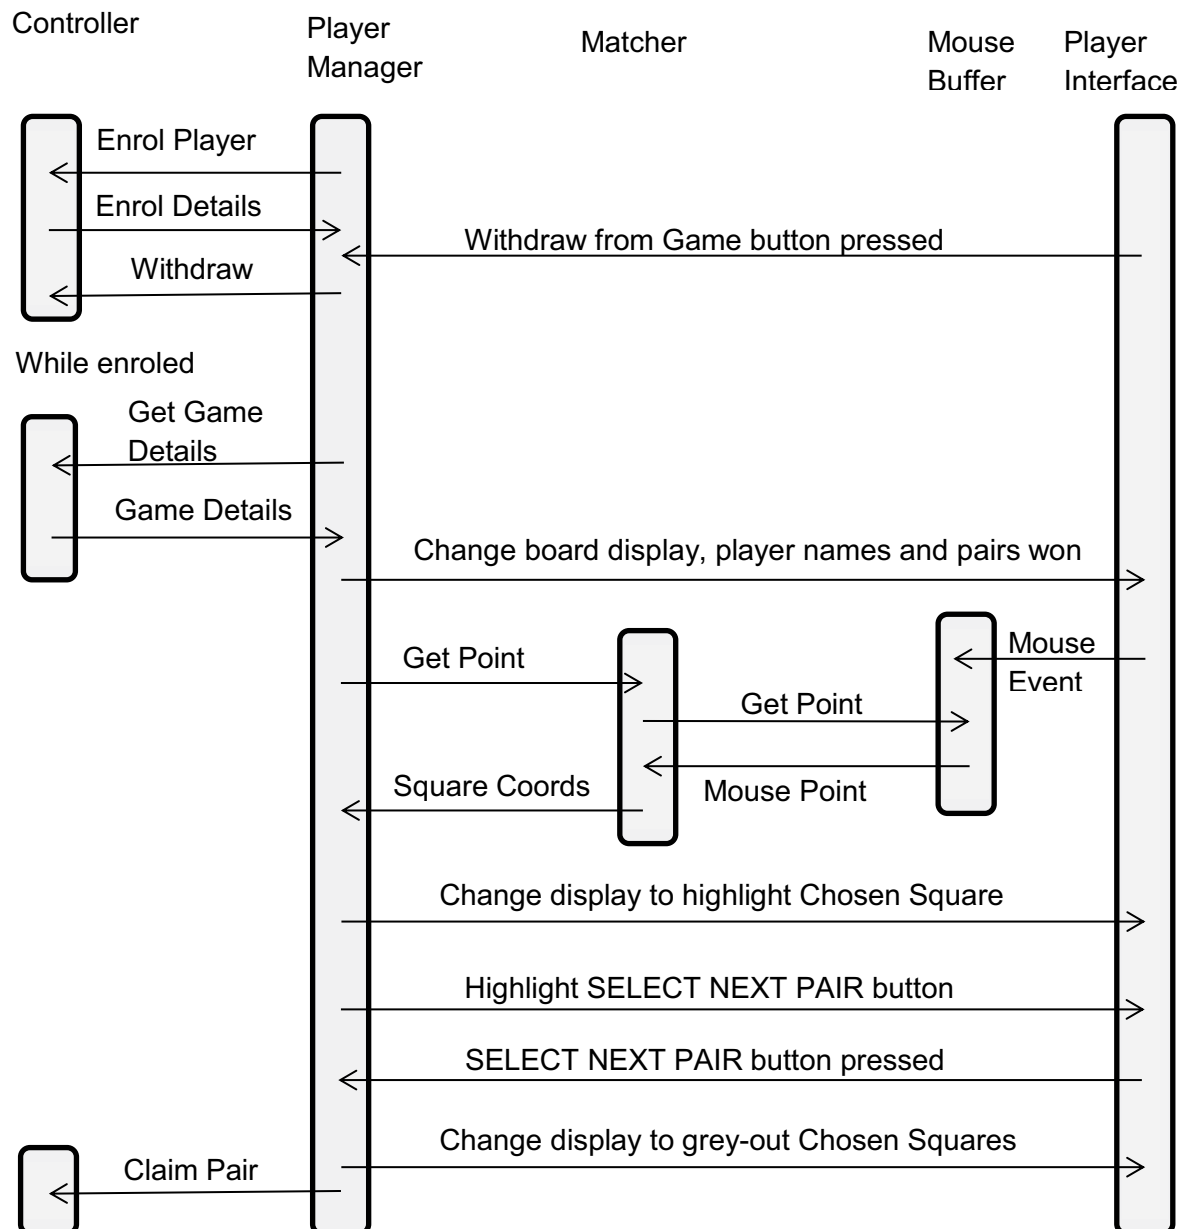 Controller
Player
Manager
Matcher
Mouse
Buffer
Player
Interface
Enrol Player
Enrol Details
Withdraw from Game button pressed
Withdraw
While enroled
Get Game
Details
Game Details
Change board display, player names and pairs won
Get Point
Mouse
Event
Get Point
Square Coords
Mouse Point
Change display to highlight Chosen Square
Highlight SELECT NEXT PAIR button
SELECT NEXT PAIR button pressed
Change display to grey-out Chosen Squares
Claim Pair